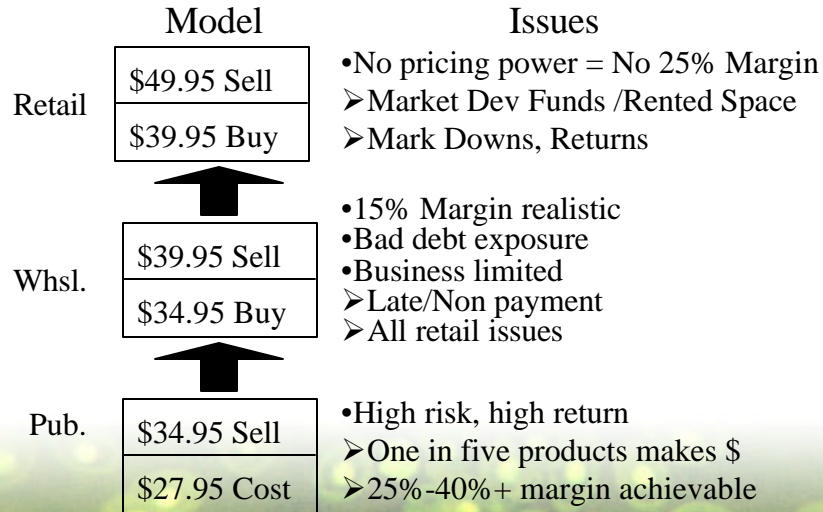 Model
Issues
Retail
$49.95 Sell
$39.95 Buy
•No pricing power = No 25% Margin
➢Market Dev Funds /Rented Space
➢Mark Downs, Returns
Whsl.
$39.95 Sell
$34.95 Buy
•15% Margin realistic
•Bad debt exposure
•Business limited
➢Late/Non payment
➢All retail issues
Pub.
$34.95 Sell
$27.95 Cost
•High risk, high return
➢One in five products makes $
➢25%-40%+ margin achievable